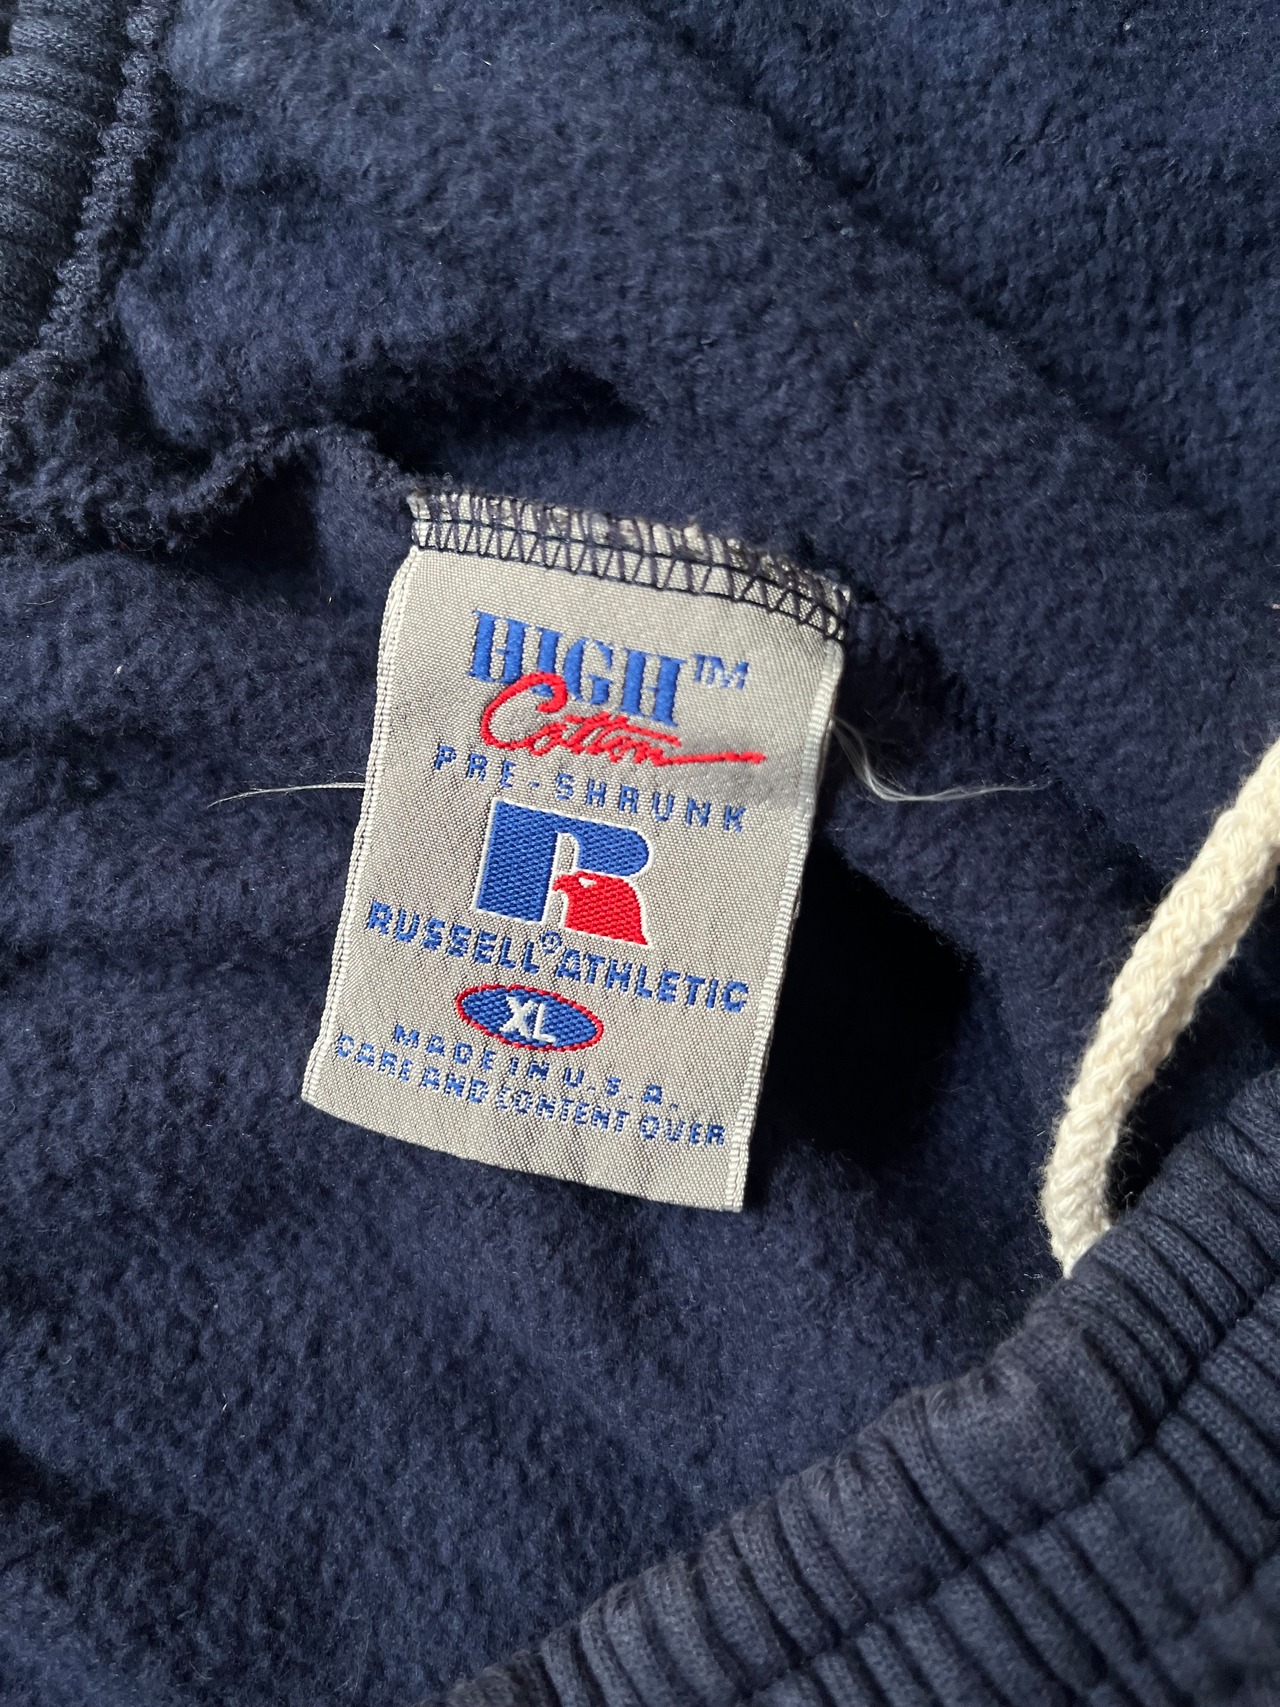 HIGH™
Cotton
PRE-SHRUNK
R
RUSSELL® ATHLETIC
XL
MADE IN U.S.A.
CARE AND CONTENT OVER